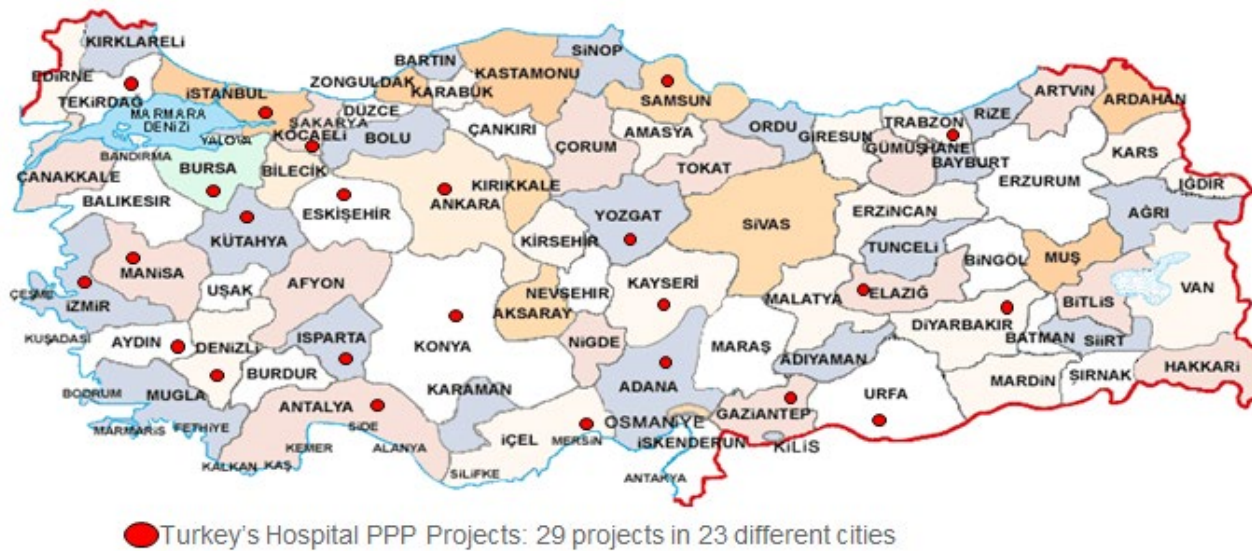 KIRKLARELİ
EDİRNE
TEKİRDAĞ
İSTANBUL
MARMARA
DENİZİ
YALOVA
BANDIRMA
KOCAELİ
SAKARYA
DÜZCE
ZONGULDAK
BARTIN
KARABÜK
KASTAMONU
SİNOP
SAMSUN
BOLU
ÇANKIRI
ÇORUM
AMASYA
TOKAT
ORDU
GİRESUN
TRABZON
GÜMÜŞHANE
BAYBURT
RİZE
ARTVİN
ARDAHAN
KARS
IĞDIR
ERZURUM
AĞRI
ÇANAKKALE
BALIKESIR
BURSA
BİLECİK
ESKİŞEHİR
ANKARA
KIRIKKALE
YOZGAT
SİVAS
ERZİNCAN
TUNCELİ
BİNGÖL
MUŞ
BİTLİS
VAN
KÜTAHYA
MANİSA
UŞAK
AFYON
KİRSEHİR
NEVSEHIR
KAYSERİ
MALATYA
ELAZIĞ
DİYARBAKIR
BATMAN
SİİRT
HAKKARİ
ÇEŞME
İZMİR
KUŞADASI
AYDIN
DENİZLİ
BURDUR
ISPARTA
KONYA
AKSARAY
NİGDE
MARAŞ
ADIYAMAN
MARDİN
ŞIRNAK
BODRUM
MUGLA
MARMARİS
FETHİYE
ANTALYA
SİDE
KEMER
ALANYA
KALKAN
KAŞ
KARAMAN
İÇEL
MERSİN
SİLİFKE
ADANA
OSMANİYE
GAZİANTEP
KİLİS
URFA
İSKENDERUN
ANTAKYA
Turkey's Hospital PPP Projects: 29 projects in 23 different cities